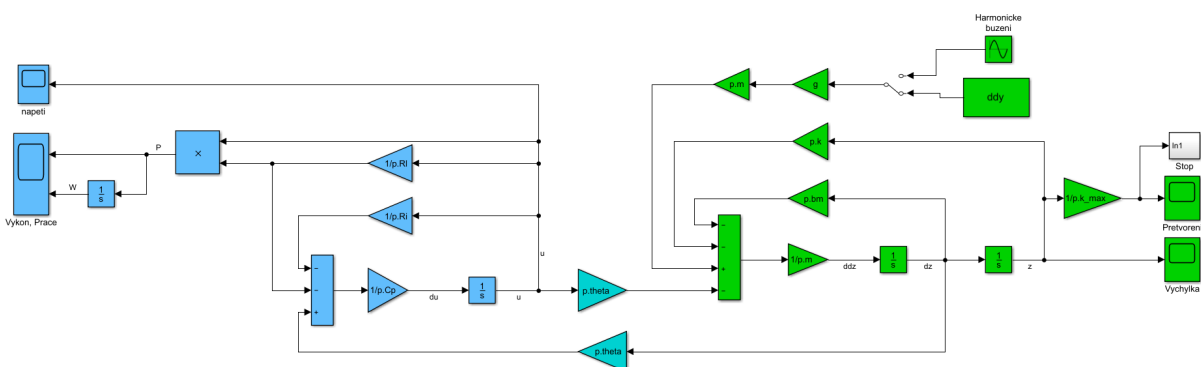 Harmonicke
buzeni
napeti
p.m
g
ddy
P
×
1/p.Rl
p.k
In1
Stop
W
1
s
Vykon, Prace
1/p.Ri
p.bm
1/p.k_max
Pretvoreni
−
−
+
−
1/p.m
ddz
1
s
dz
1
s
z
Vychylka
u
−
−
+
1/p.Cp
du
1
s
u
p.theta
p.theta